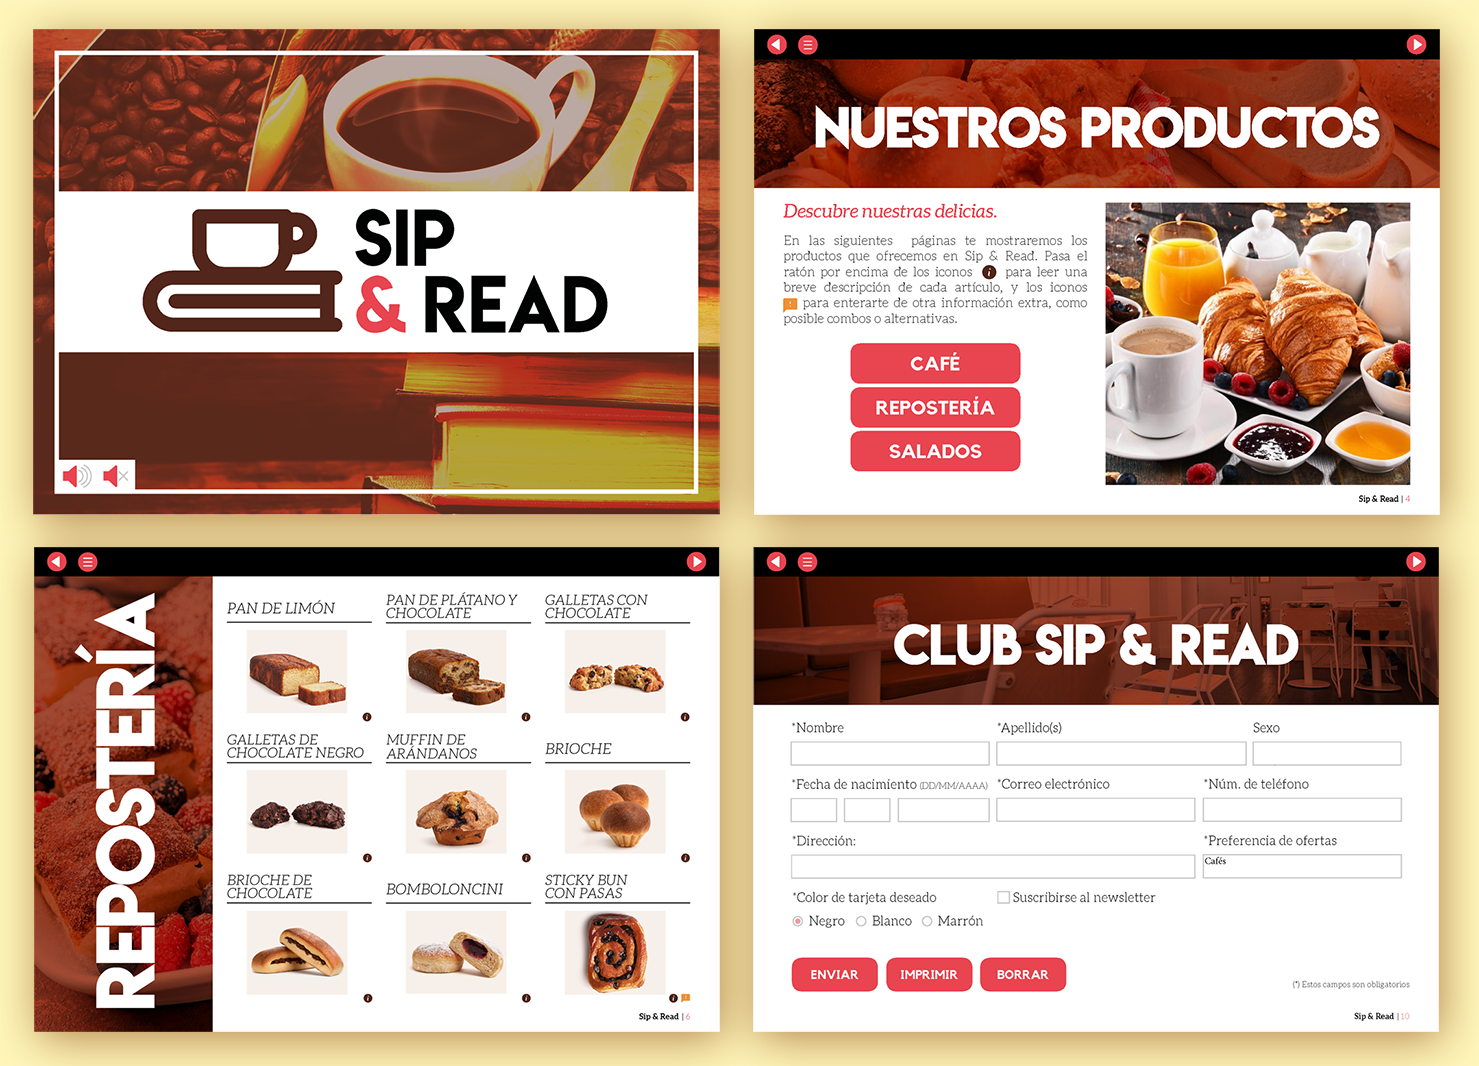 SIP
& READ
NUESTROS PRODUCTOS
Descubre nuestras delicias.
En las siguientes páginas te mostraremos los
productos que ofrecemos en Sip & Read. Pasa el
ratón por encima de los iconos i para leer una
breve descripción de cada artículo, y los iconos
! para enterarte de otra información extra, como
posible combos o alternativas.
CAFÉ
REPOSTERÍA
SALADOS
Sip & Read | 4
REPOSTERÍA
PAN DE LIMÓN
PAN DE PLÁTANO Y
CHOCOLATE
GALLETAS CON
CHOCOLATE
GALLETAS DE
CHOCOLATE NEGRO
MUFFIN DE
ARÁNDANOS
BRIOCHE
BRIOCHE DE
CHOCOLATE
BOMBOLONCINI
STICKY BUN
CON PASAS
Sip & Read | 6
CLUB SIP & READ
*Nombre
*Apellido(s)
Sexo
*Fecha de nacimiento (DD/MM/AAAA)
*Correo electrónico
*Núm. de teléfono
*Dirección:
*Preferencia de ofertas
Cafés
*Color de tarjeta deseado
Suscribirse al newsletter
Negro
Blanco
Marrón
ENVIAR
IMPRIMIR
BORRAR
(*) Estos campos son obligatorios
Sip & Read | 10